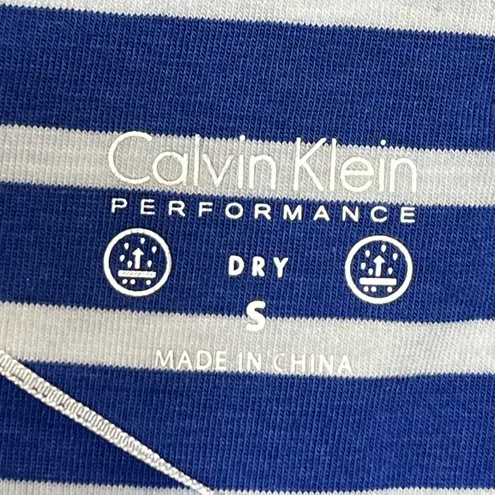 Calvin Klein
PERFORMANCE
DRY
S
MADE IN CHINA